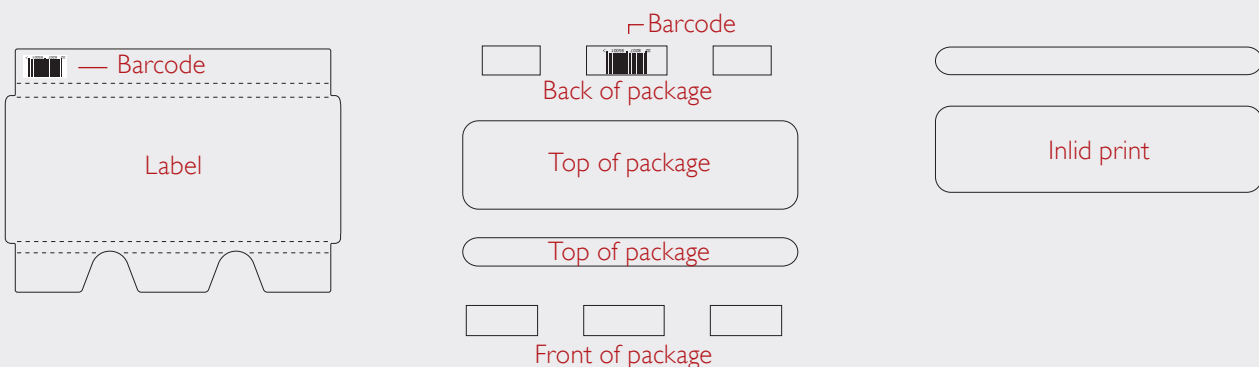 Barcode
Label
Barcode
Back of package
Top of package
Top of package
Front of package
Inlid print